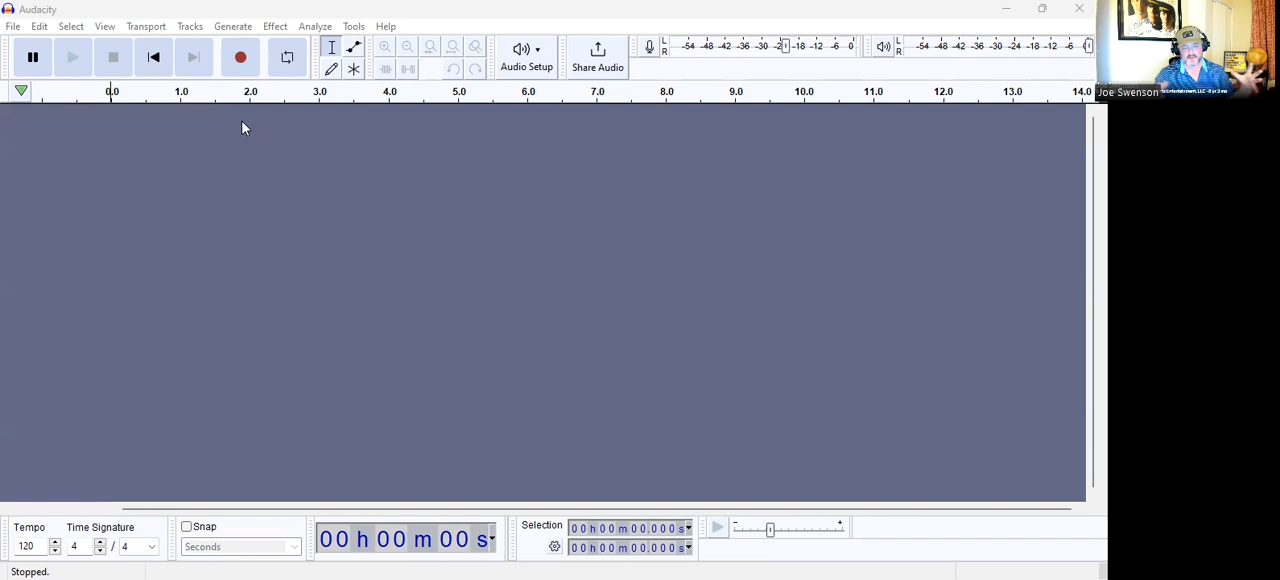 Audacity
File Edit Select View Transport Tracks Generate Effect Analyze Tools Help
Audio Setup
Share Audio
L
R
-54 -48 -42 -36 -30 -2 -18 -12 -6 0
L
R
-54 -48 -42 -36 -30 -24 -18 -12 -6
0.0 1.0 2.0 3.0 4.0 5.0 6.0 7.0 8.0 9.0 10.0 11.0 12.0 13.0 14.0
Joe Swenson
Tempo
120
Time Signature
4 / 4
Snap
Seconds
00 h 00 m 00 s
Selection
00 h 00 m 00.000 s
00 h 00 m 00.000 s
- +
Stopped.